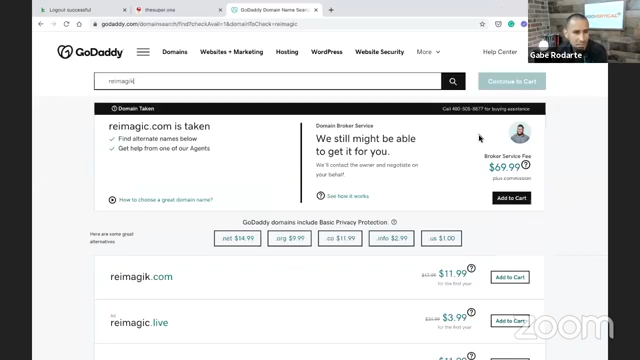 Logout successful
thesuper.one
GoDaddy Domain Name Sear
godaddy.com/domainsearch/find?checkAvail=1&domainToCheck=reimagic
GoDaddy
Domains
Websites + Marketing
Hosting
WordPress
Website Security
More
Help Center
Gabe Rodarte
reimagik
Continue to Cart
Domain Taken
Call 480-505-8877 for buying assistance
reimagic.com is taken
Find alternate names below
Get help from one of our Agents
How to choose a great domain name?
Domain Broker Service
We still might be able
to get it for you.
We'll contact the owner and negotiate on
your behalf.
See how it works
Broker Service Fee
$69.99
plus commission
Add to Cart
GoDaddy domains include Basic Privacy Protection.
Here are some great
alternatives
.net $14.99
.org $9.99
.co $11.99
.info $2.99
.us $1.00
reimagik.com
$11.99
for the first year
Add to Cart
reimagic.live
$3.99
for the first year
Add to Cart
zoom